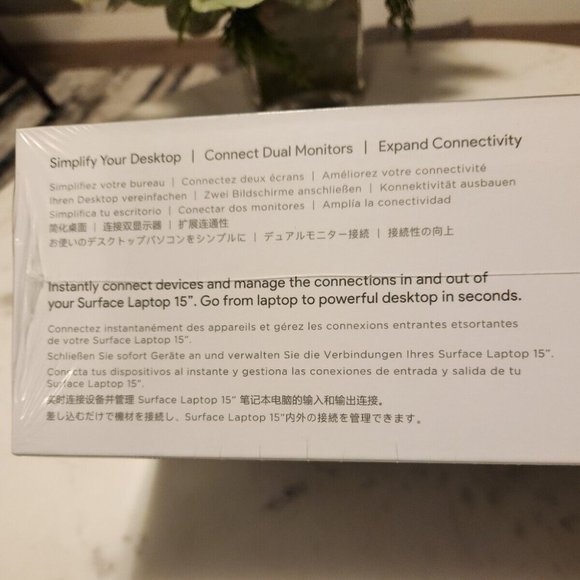 Simplify Your Desktop | Connect Dual Monitors | Expand Connectivity
Simplifiez votre bureau | Connectez deux écrans | Améliorez votre connectivité
Ihren Desktop vereinfachen | Zwei Bildschirme anschließen | Konnektivität ausbauen
Simplifica tu escritorio | Conectar dos monitores | Amplía la conectividad
简化桌面 | 连接双显示器 | 扩展连通性
お使いのデスクトップパソコンをシンプルに | デュアルモニター接続 | 接続性の向上
Instantly connect devices and manage the connections in and out of
your Surface Laptop 15”. Go from laptop to powerful desktop in seconds.
Connectez instantanément des appareils et gérez les connexions entrantes etsortantes
de votre Surface Laptop 15”.
Schließen Sie sofort Geräte an und verwalten Sie die Verbindungen Ihres Surface Laptop 15”.
Conecta tus dispositivos al instante y gestiona las conexiones de entrada y salida de tu
Surface Laptop 15”.
实时连接设备并管理 Surface Laptop 15” 笔记本电脑的输入和输出连接。
差し込むだけで機材を接続し、Surface Laptop 15”内外の接続を管理できます。